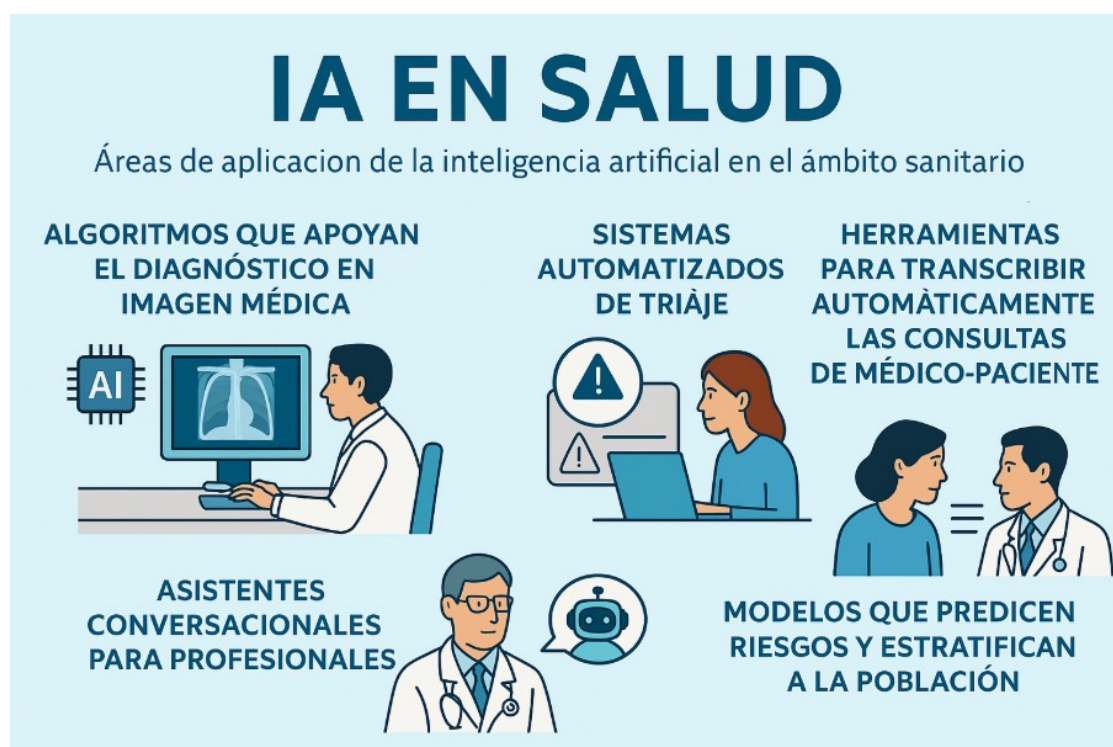 IA EN SALUD
Áreas de aplicacion de la inteligencia artificial en el ámbito sanitario
ALGORITMOS QUE APOYAN
EL DIAGNÓSTICO EN
IMAGEN MÉDICA
AI
SISTEMAS
AUTOMATIZADOS
DE TRIÀJE
HERRAMIENTAS
PARA TRANSCRIBIR
AUTOMÀTICAMENTE
LAS CONSULTAS
DE MÉDICO-PACIENTE
ASISTENTES
CONVERSACIONALES
PARA PROFESIONALES
MODELOS QUE PREDICEN
RIESGOS Y ESTRATIFICAN
A LA POBLACIÓN